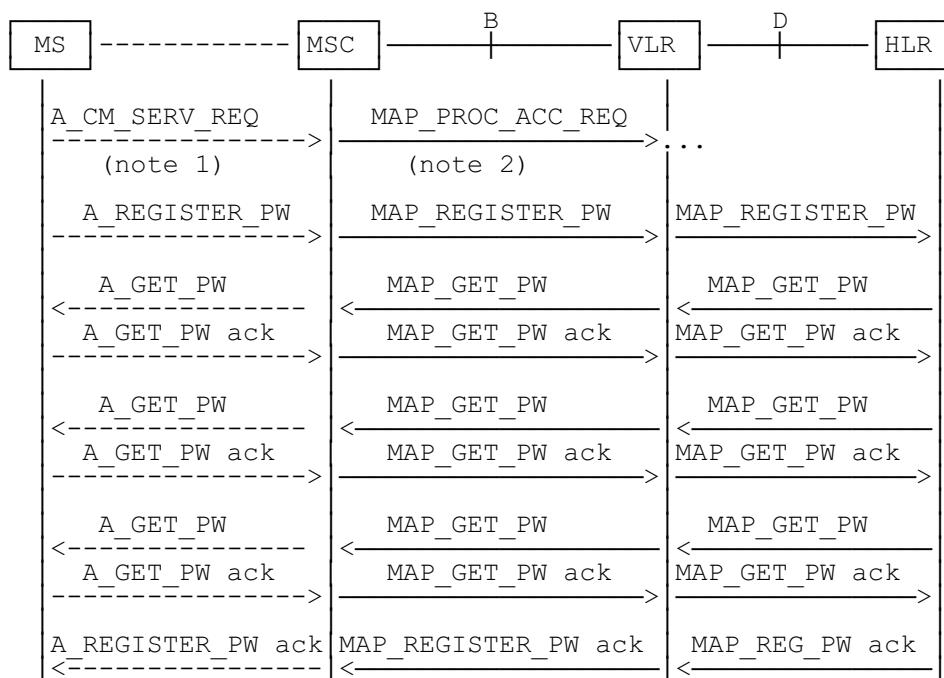 B D
MS MSC VLR HLR
A_CM_SERV_REQ MAP_PROC_ACC_REQ
...
(note 1) (note 2)
A_REGISTER_PW MAP_REGISTER_PW MAP_REGISTER_PW
A_GET_PW MAP_GET_PW MAP_GET_PW
A_GET_PW ack MAP_GET_PW ack MAP_GET_PW ack
A_GET_PW MAP_GET_PW MAP_GET_PW
A_GET_PW ack MAP_GET_PW ack MAP_GET_PW ack
A_GET_PW MAP_GET_PW MAP_GET_PW
A_GET_PW ack MAP_GET_PW ack MAP_GET_PW ack
A_REGISTER_PW ack MAP_REGISTER_PW ack MAP_REG_PW ack